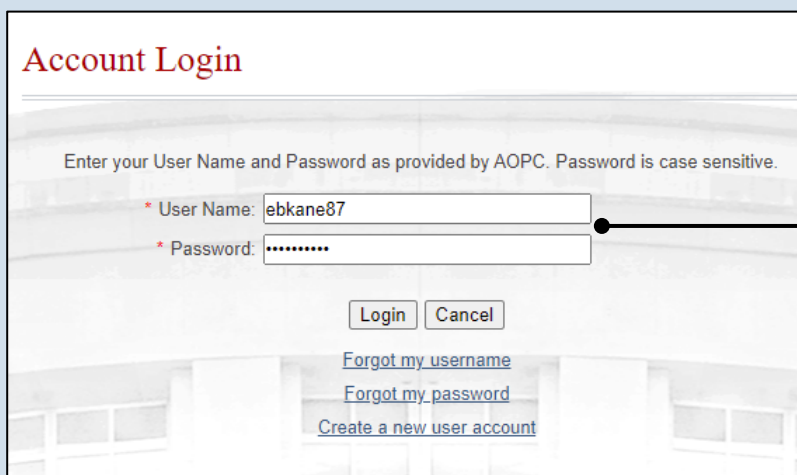 Account Login
Enter your User Name and Password as provided by AOPC. Password is case sensitive.
* User Name: ebkane87
* Password: ••••••••••
Login Cancel
Forgot my username
Forgot my password
Create a new user account